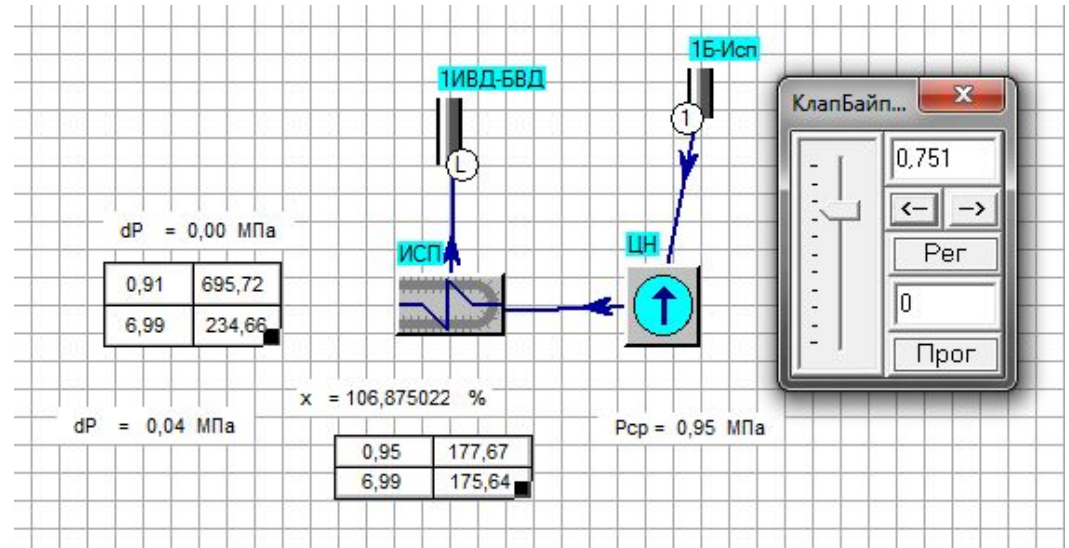 1Б-Исп
1ИВД-БВД
КлапБайп...
0,751
<- ->
Рег
0
Прог
L
1
dP = 0,00 МПа
ИСП
ЦН
0,91 695,72
6,99 234,66
x = 106,875022 %
dP = 0,04 МПа
Pcp = 0,95 МПа
0,95 177,67
6,99 175,64